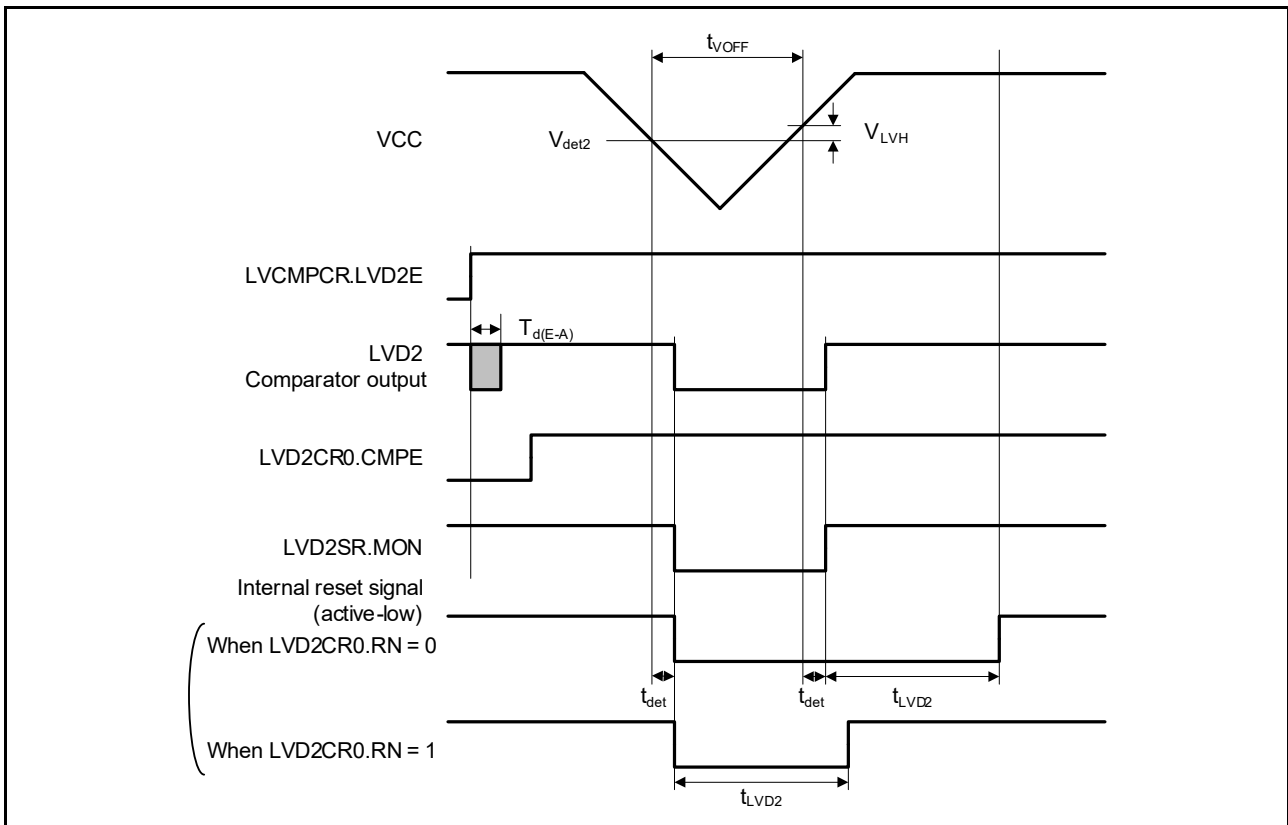 tVOFF
VCC
Vdet2
VLVH
LVCMPCR.LVD2E
Td(E-A)
LVD2
Comparator output
LVD2CR0.CMPE
LVD2SR.MON
Internal reset signal
(active-low)
When LVD2CR0.RN = 0
tdet
tdet
tLVD2
When LVD2CR0.RN = 1
tLVD2